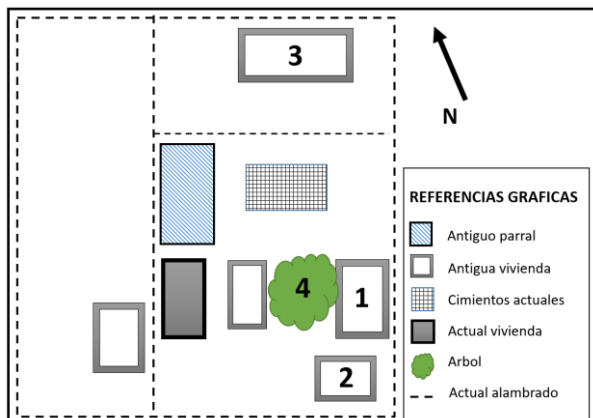 3
N
4
1
2
REFERENCIAS GRAFICAS
Antiguo parral
Antigua vivienda
Cimientos actuales
Actual vivienda
Arbol
Actual alambrado